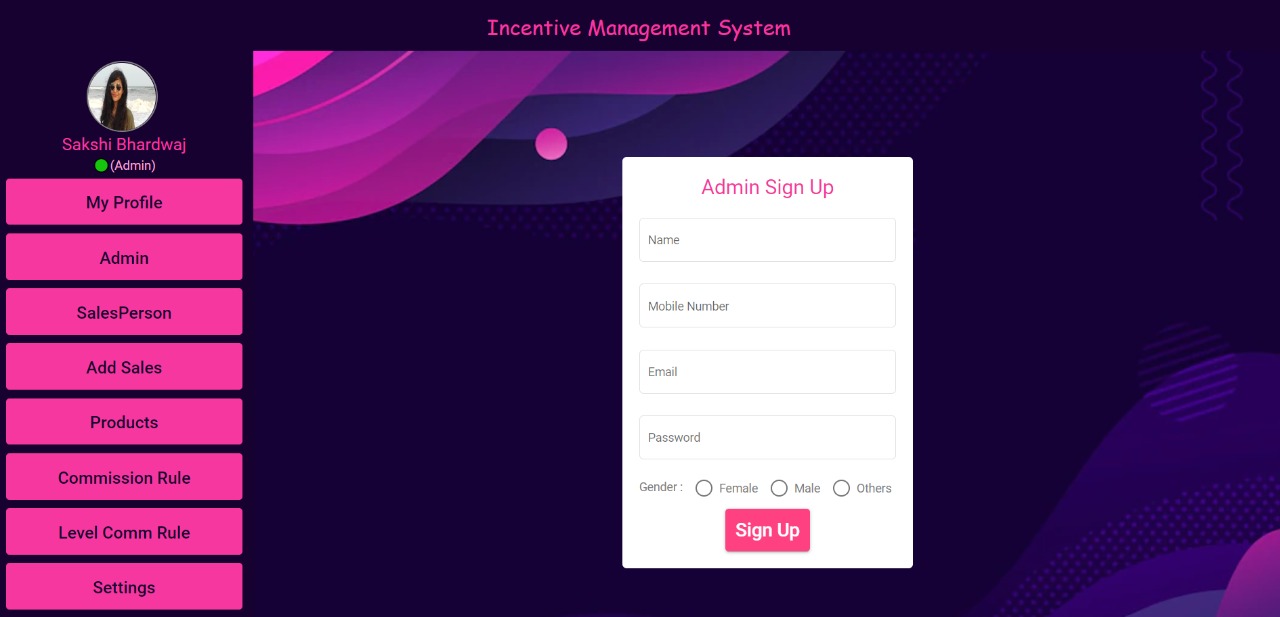 Incentive Management System
Sakshi Bhardwaj
(Admin)
My Profile
Admin
SalesPerson
Add Sales
Products
Commission Rule
Level Comm Rule
Settings
Admin Sign Up
Name
Mobile Number
Email
Password
Gender : Female Male Others
Sign Up